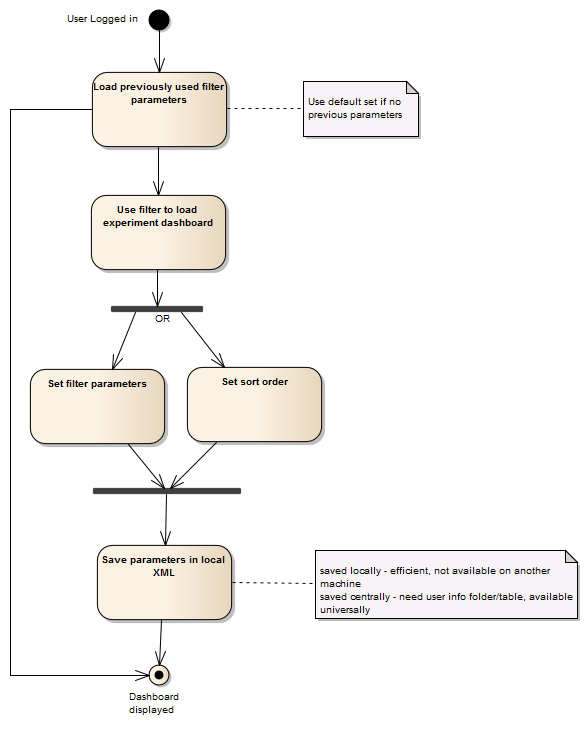 User Logged in
Load previously used filter
parameters
Use default set if no
previous parameters
Use filter to load
experiment dashboard
OR
Set filter parameters
Set sort order
Save parameters in local
XML
saved locally - efficient, not available on another
machine
saved centrally - need user info folder/table, available
universally
Dashboard
displayed